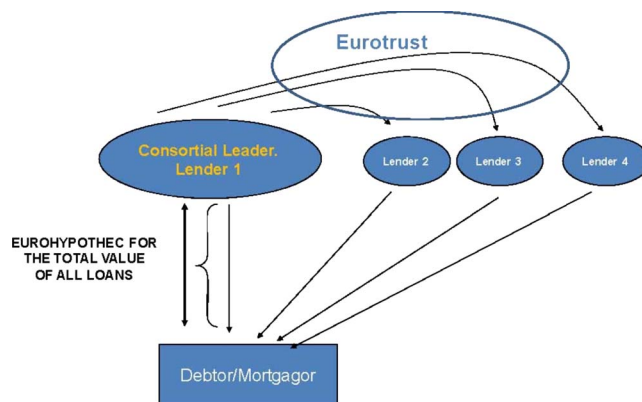 Eurotrust
Consortial Leader.
Lender 1
Lender 2
Lender 3
Lender 4
EUROHYPOTHEC FOR
THE TOTAL VALUE
OF ALL LOANS
Debtor/Mortgagor